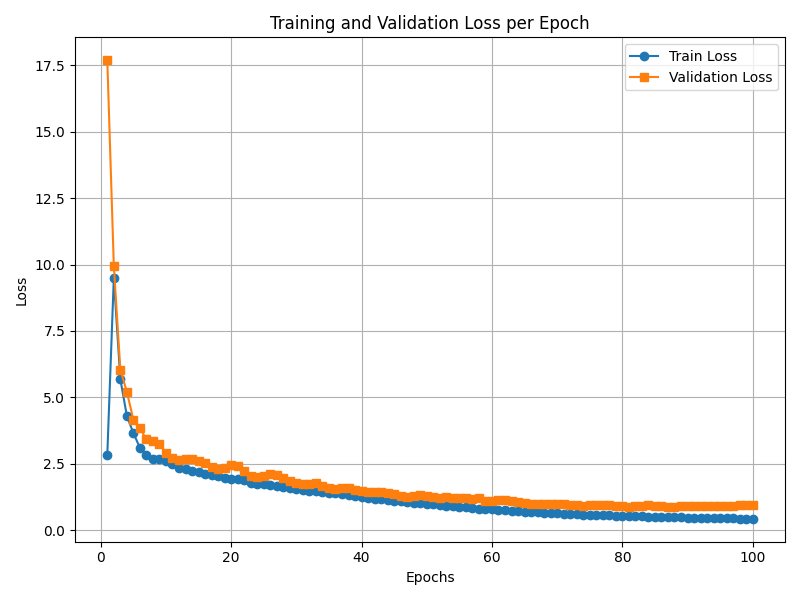 Training and Validation Loss per Epoch
Train Loss
Validation Loss
17.5
15.0
12.5
10.0
7.5
5.0
2.5
0.0
Loss
0 20 40 60 80 100
Epochs